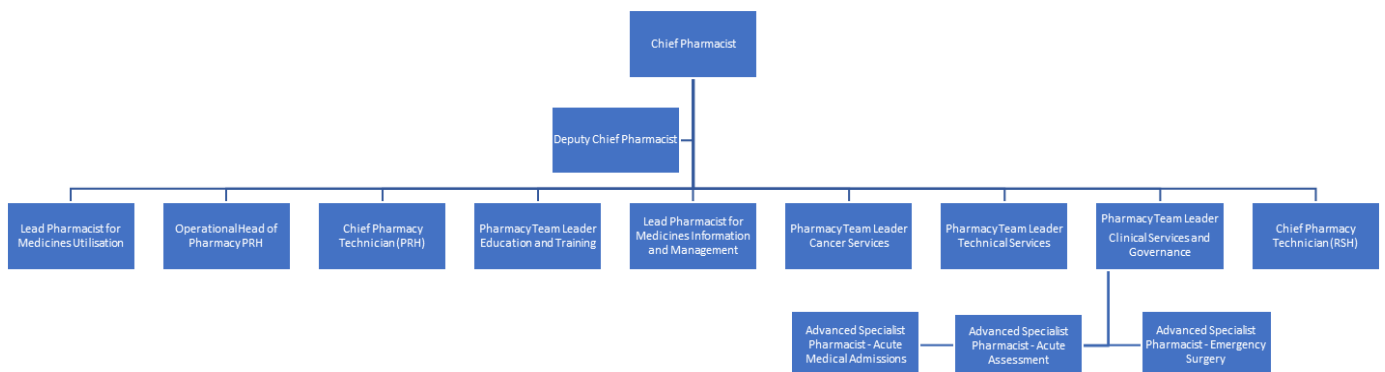 Chief Pharmacist
Deputy Chief Pharmacist
Lead Pharmacist for
Medicines Utilisation
Operational Head of
Pharmacy PRH
Chief Pharmacy
Technician (PRH)
Pharmacy Team Leader
Education and Training
Lead Pharmacist for
Medicines Information
and Management
Pharmacy Team Leader
Cancer Services
Pharmacy Team Leader
Technical Services
Pharmacy Team Leader
Clinical Services and
Governance
Chief Pharmacy
Technician (RSH)
Advanced Specialist
Pharmacist - Acute
Medical Admissions
Advanced Specialist
Pharmacist - Acute
Assessment
Advanced Specialist
Pharmacist - Emergency
Surgery